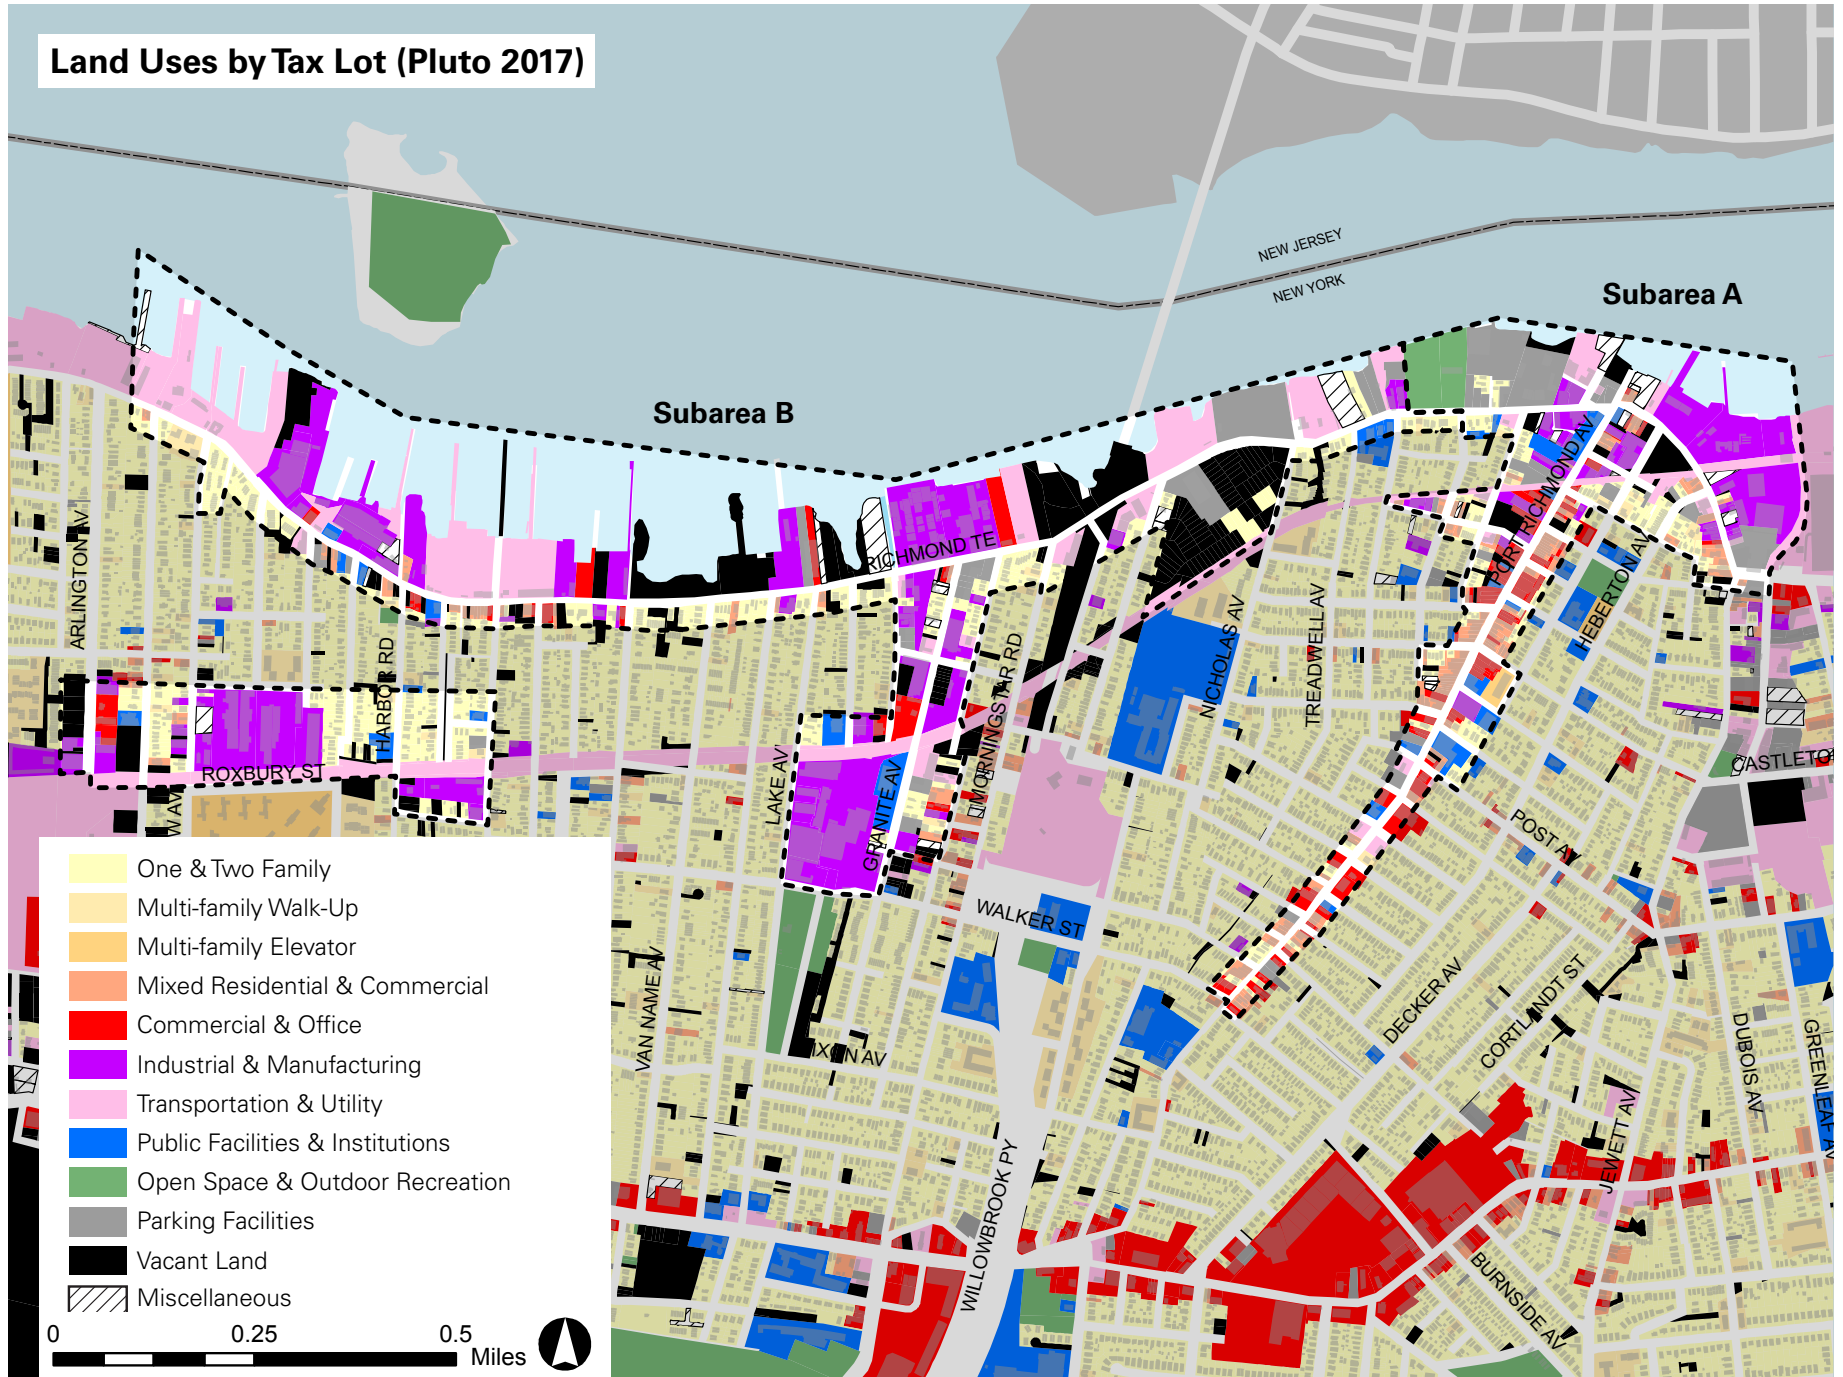 Land Uses by Tax Lot (Pluto 2017)
NEW JERSEY
NEW YORK
Subarea A
Subarea B
RICHMOND TE
PORT RICHMOND AV
ARLINGTON AV
HARBOR RD
HEBERTON AV
NICHOLAS AV
TREADWELL AV
MORNINGSTAR RD
ROXBURY ST
LAKE AV
GRANITE AV
CASTLETO
W AV
POST AV
WALKER ST
VAN NAME AV
IXON AV
DECKER AV
CORTLANDT ST
DUBOIS AV
GREENLEAF AV
JEWETT AV
WILLOWBROOK PY
BURNSIDE AV
One & Two Family
Multi-family Walk-Up
Multi-family Elevator
Mixed Residential & Commercial
Commercial & Office
Industrial & Manufacturing
Transportation & Utility
Public Facilities & Institutions
Open Space & Outdoor Recreation
Parking Facilities
Vacant Land
Miscellaneous
0 0.25 0.5
Miles